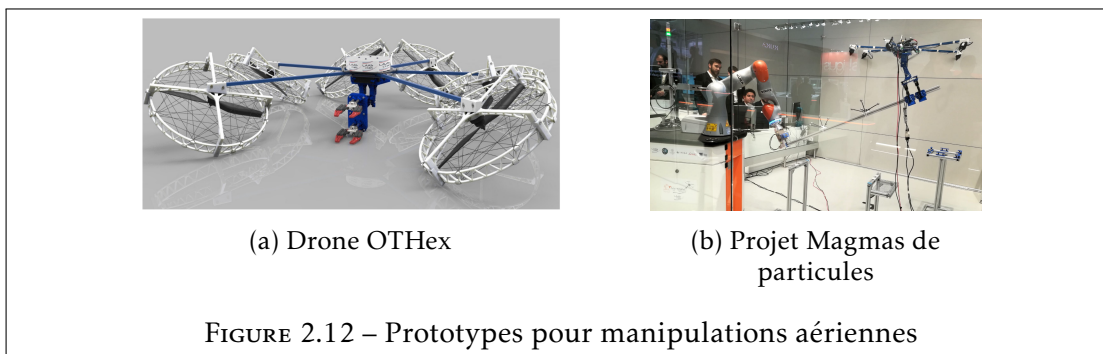 (a) Drone OTHex
(b) Projet Magmas de
particules
FIGURE 2.12 – Prototypes pour manipulations aériennes